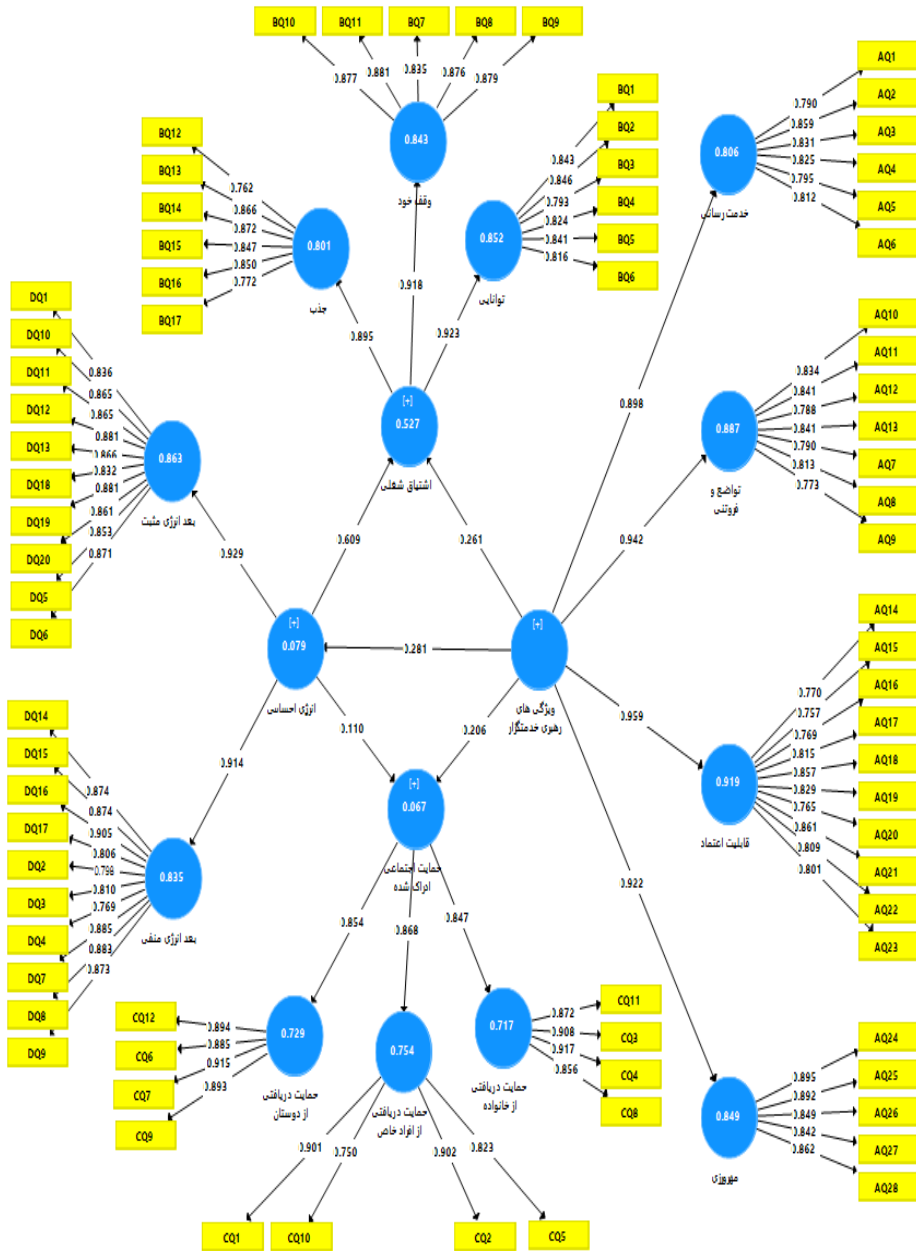 BQ10
BQ11
BQ7
BQ8
BQ9
0.877
0.881
0.835
0.876
0.879
0.843
وقف خود
BQ12
BQ13
BQ14
BQ15
BQ16
BQ17
0.762
0.866
0.872
0.847
0.850
0.772
0.801
جذب
BQ1
BQ2
BQ3
BQ4
BQ5
BQ6
0.843
0.846
0.793
0.824
0.841
0.816
0.852
توانایی
AQ1
AQ2
AQ3
AQ4
AQ5
AQ6
0.790
0.859
0.831
0.825
0.795
0.812
0.806
خدمت رسانی
0.895
0.918
0.923
[+]
0.527
اشتیاق شغلی
0.898
AQ10
AQ11
AQ12
AQ13
AQ7
AQ8
AQ9
0.834
0.841
0.788
0.841
0.790
0.813
0.773
0.887
تواضع و
فروتنی
DQ1
DQ10
DQ11
DQ12
DQ13
DQ18
DQ19
DQ20
DQ5
DQ6
0.836
0.865
0.865
0.881
0.866
0.832
0.881
0.861
0.853
0.871
0.863
بعد انرژی مثبت
0.929
0.609
0.261
0.942
[+]
0.079
انرژی احساسی
0.281
[+]
ویژگی های
رهبری خدمتگزار
0.959
AQ14
AQ15
AQ16
AQ17
AQ18
AQ19
AQ20
AQ21
AQ22
AQ23
0.770
0.757
0.769
0.815
0.857
0.829
0.765
0.861
0.809
0.801
0.919
قابلیت اعتماد
DQ14
DQ15
DQ16
DQ17
DQ2
DQ3
DQ4
DQ7
DQ8
DQ9
0.874
0.874
0.905
0.806
0.798
0.810
0.769
0.885
0.883
0.873
0.835
بعد انرژی منفی
0.914
0.110
0.206
[+]
0.067
حمایت اجتماعی
ادراک شده
0.922
0.854
0.868
0.847
CQ12
CQ6
CQ7
CQ9
0.894
0.885
0.915
0.893
0.729
حمایت دریافتی
از دوستان
0.754
حمایت دریافتی
از افراد خاص
0.901
0.750
0.902
0.823
CQ1
CQ10
CQ2
CQ5
0.717
حمایت دریافتی
از خانواده
0.872
0.908
0.917
0.856
CQ11
CQ3
CQ4
CQ8
AQ24
AQ25
AQ26
AQ27
AQ28
0.895
0.892
0.849
0.842
0.862
0.849
مهرورزی